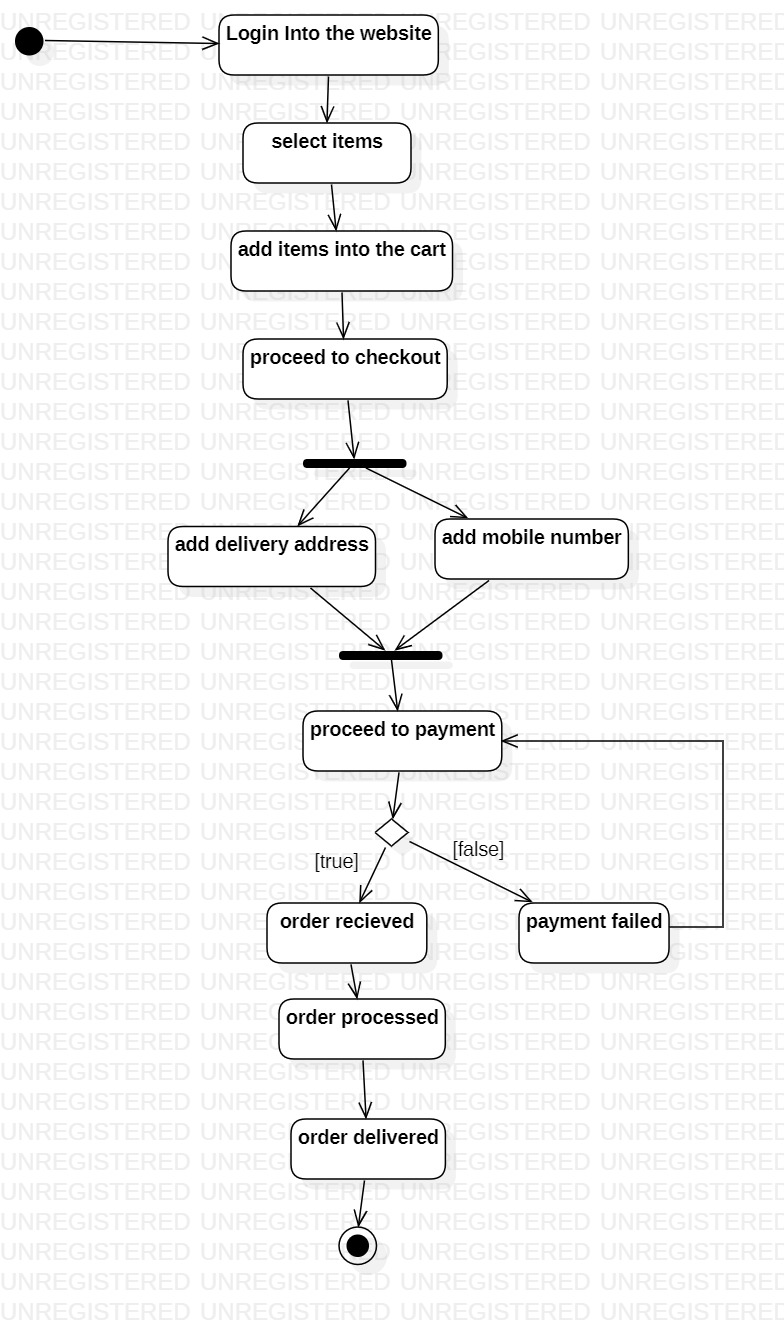 Login Into the website
select items
add items into the cart
proceed to checkout
add delivery address
add mobile number
proceed to payment
[true]
[false]
order recieved
payment failed
order processed
order delivered
UNREGISTERED